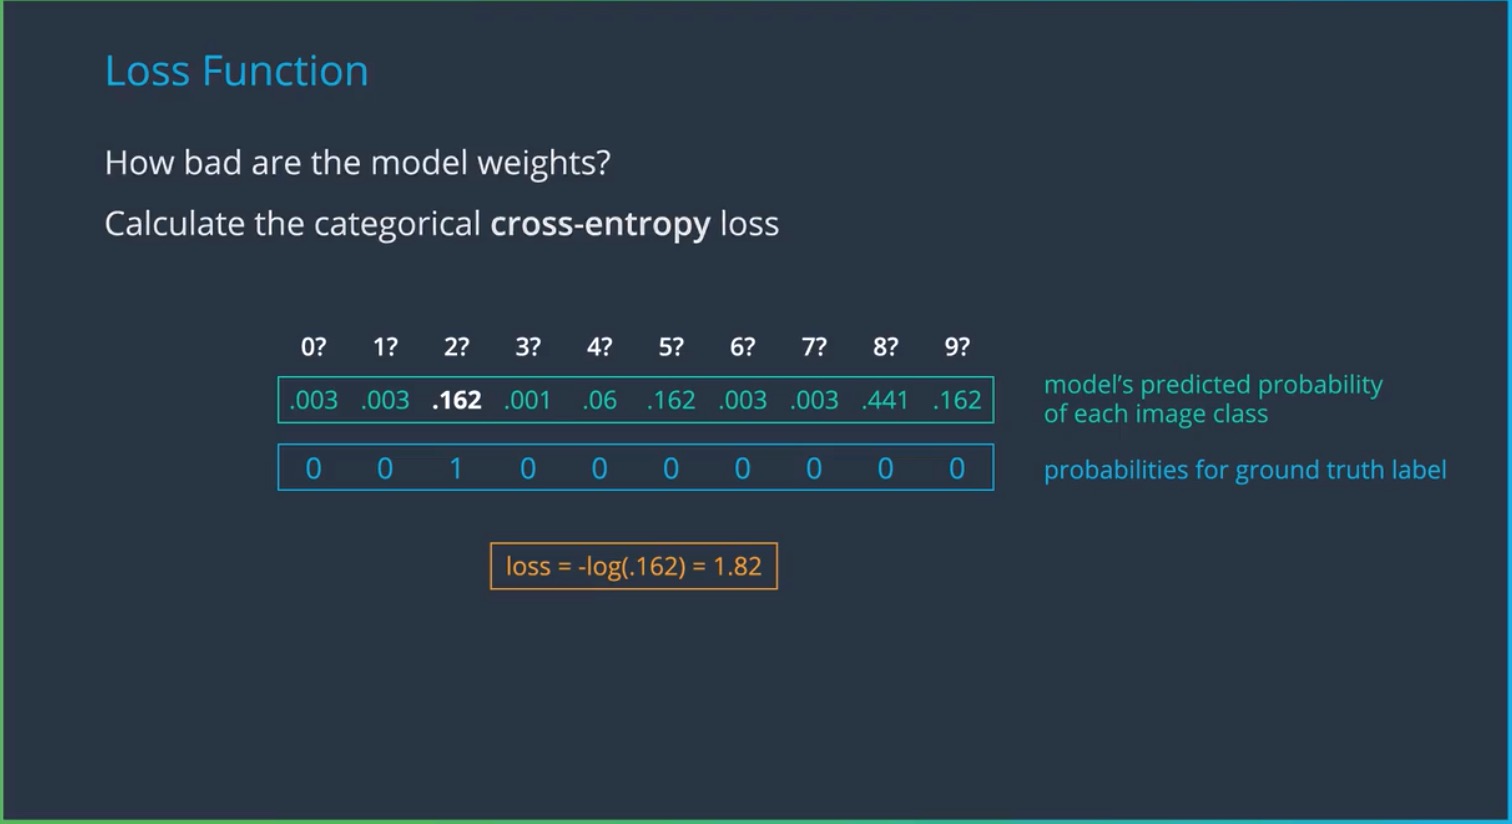 Loss Function
How bad are the model weights?
Calculate the categorical cross-entropy loss
0? 1? 2? 3? 4? 5? 6? 7? 8? 9?
.003 .003 .162 .001 .06 .162 .003 .003 .441 .162
model's predicted probability
of each image class
0 0 1 0 0 0 0 0 0 0
probabilities for ground truth label
loss = -log(.162) = 1.82